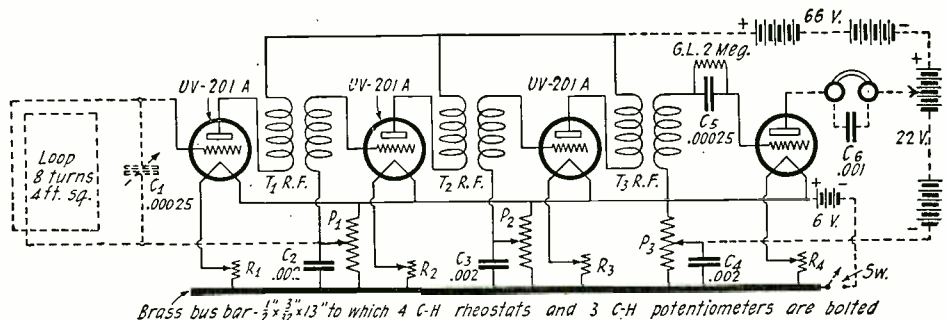 + 66 V. -
G.L. 2 Meg.
UV-201 A
UV-201 A
UV-201 A
+
C5
.00025
C6
.001
22 V.
Loop
8 turns
4 ft. sq.
C1
.00025
T1 R.F.
T2 R.F.
T3 R.F.
+ -
6 V.
-
P1
P2
P3
C2
.002
C3
.002
C4
.002
R1
R2
R3
R4
Sw.
Brass bus bar - 1/2" x 3/32" x 13" to which 4 C-H rheostats and 3 C-H potentiometers are bolted